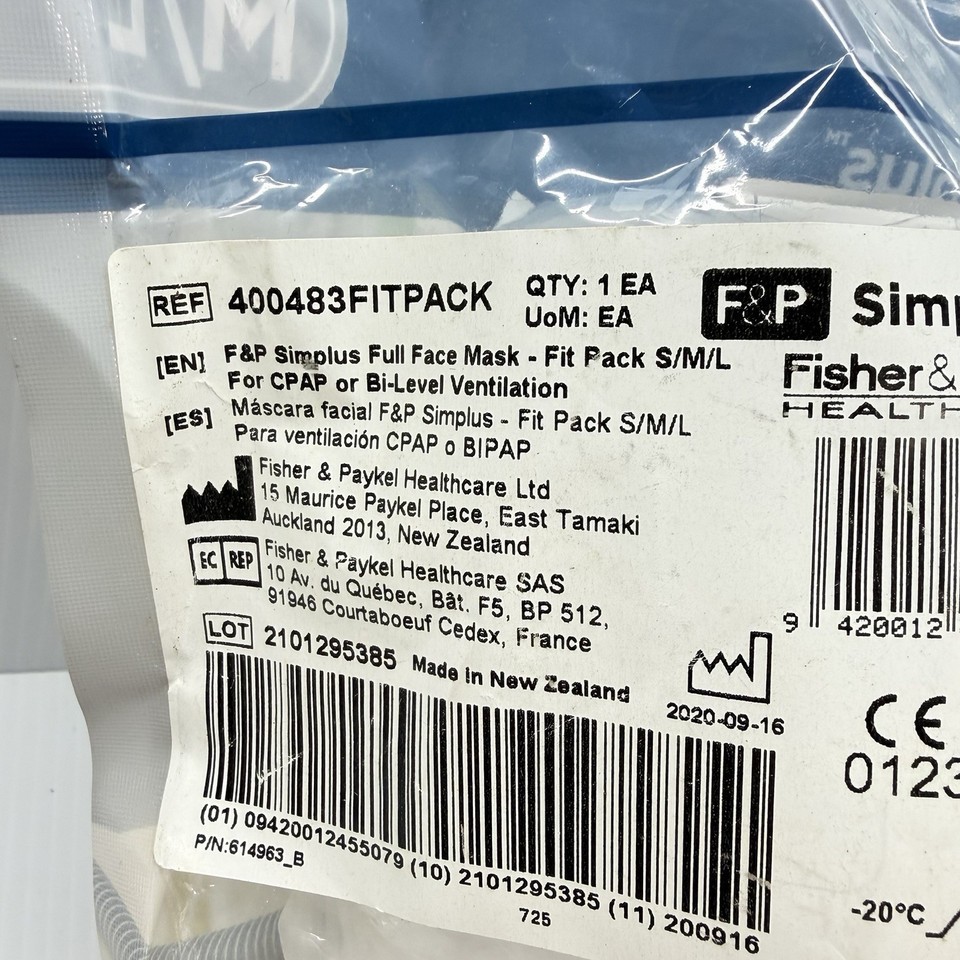 M/L
plus™
REF 400483FITPACK
QTY: 1 EA
UoM: EA
F&P Simp
[EN] F&P Simplus Full Face Mask - Fit Pack S/M/L
For CPAP or Bi-Level Ventilation
[ES] Máscara facial F&P Simplus - Fit Pack S/M/L
Para ventilación CPAP o BIPAP
Fisher &
HEALTH
Fisher & Paykel Healthcare Ltd
15 Maurice Paykel Place, East Tamaki
Auckland 2013, New Zealand
EC REP Fisher & Paykel Healthcare SAS
10 Av. du Québec, Bât. F5, BP 512,
91946 Courtaboeuf Cedex, France
9 420012
LOT 2101295385 Made in New Zealand
2020-09-16
CE
0123
(01) 09420012455079 (10) 2101295385 (11) 200916
P/N:614963_B
725
-20°C